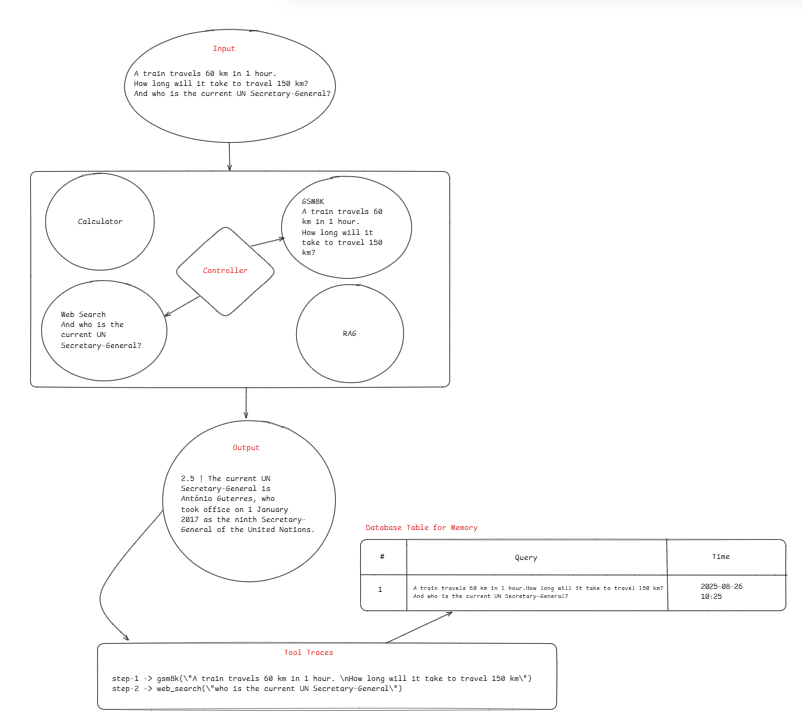 Input
A train travels 60 km in 1 hour.
How long will it take to travel 150 km?
And who is the current UN Secretary-General?
Calculator
GSM8K
A train travels 60
km in 1 hour.
How long will it
take to travel 150
km?
Controller
Web Search
And who is the
current UN
Secretary-General?
RAG
Output
2.5 | The current UN
Secretary-General is
António Guterres, who
took office on 1 January
2017 as the ninth Secretary-
General of the United Nations.
Database Table for Memory
# Query Time
1 A train travels 60 km in 1 hour.How long will it take to travel 150 km?
And who is the current UN Secretary-General?
2025-08-26
10:25
Tool Traces
step-1 -> gsm8k(\"A train travels 60 km in 1 hour. \nHow long will it take to travel 150 km\")
step-2 -> web_search(\"who is the current UN Secretary-General\")